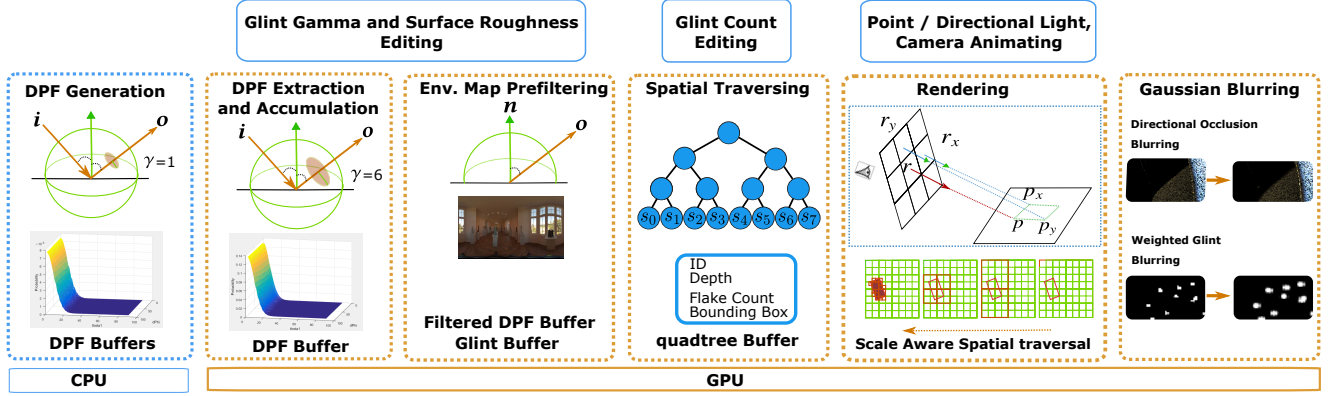 Glint Gamma and Surface Roughness
Editing
Glint Count
Editing
Point / Directional Light,
Camera Animating
DPF Generation
i
o
γ=1
DPF Buffers
DPF Extraction
and Accumulation
i
o
γ=6
DPF Buffer
Env. Map Prefiltering
n
o
Filtered DPF Buffer
Glint Buffer
Spatial Traversing
s0 s1 s2 s3 s4 s5 s6 s7
ID
Depth
Flake Count
Bounding Box
quadtree Buffer
Rendering
ry
rx
r
px
p py
Scale Aware Spatial traversal
Gaussian Blurring
Directional Occlusion
Blurring
Weighted Glint
Blurring
CPU
GPU